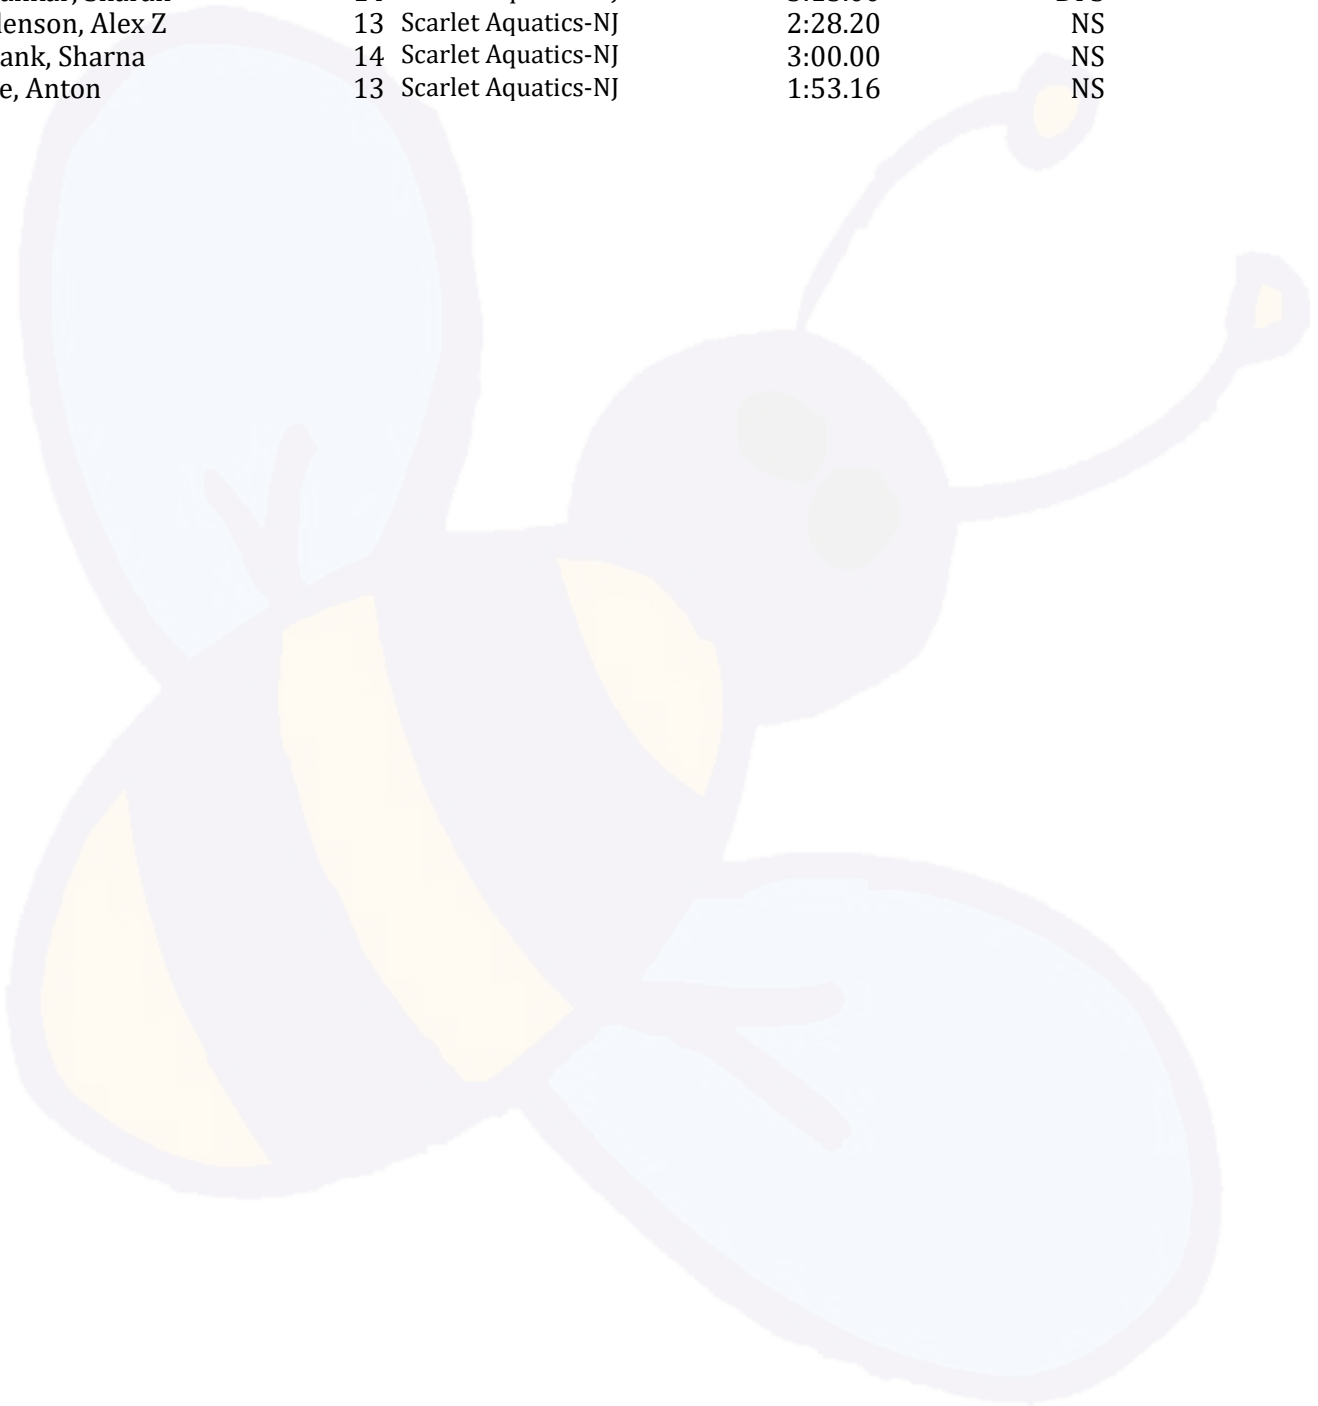 lenson, Alex Z 13 Scarlet Aquatics-NJ 2:28.20 NS
ank, Sharna 14 Scarlet Aquatics-NJ 3:00.00 NS
e, Anton 13 Scarlet Aquatics-NJ 1:53.16 NS